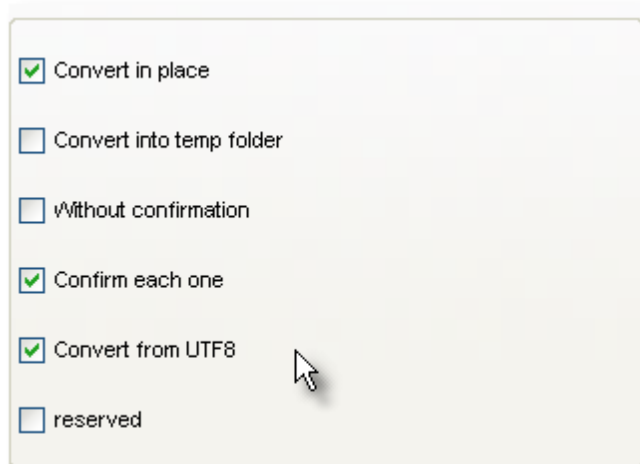 Convert in place
Convert into temp folder
Without confirmation
Confirm each one
Convert from UTF8
reserved